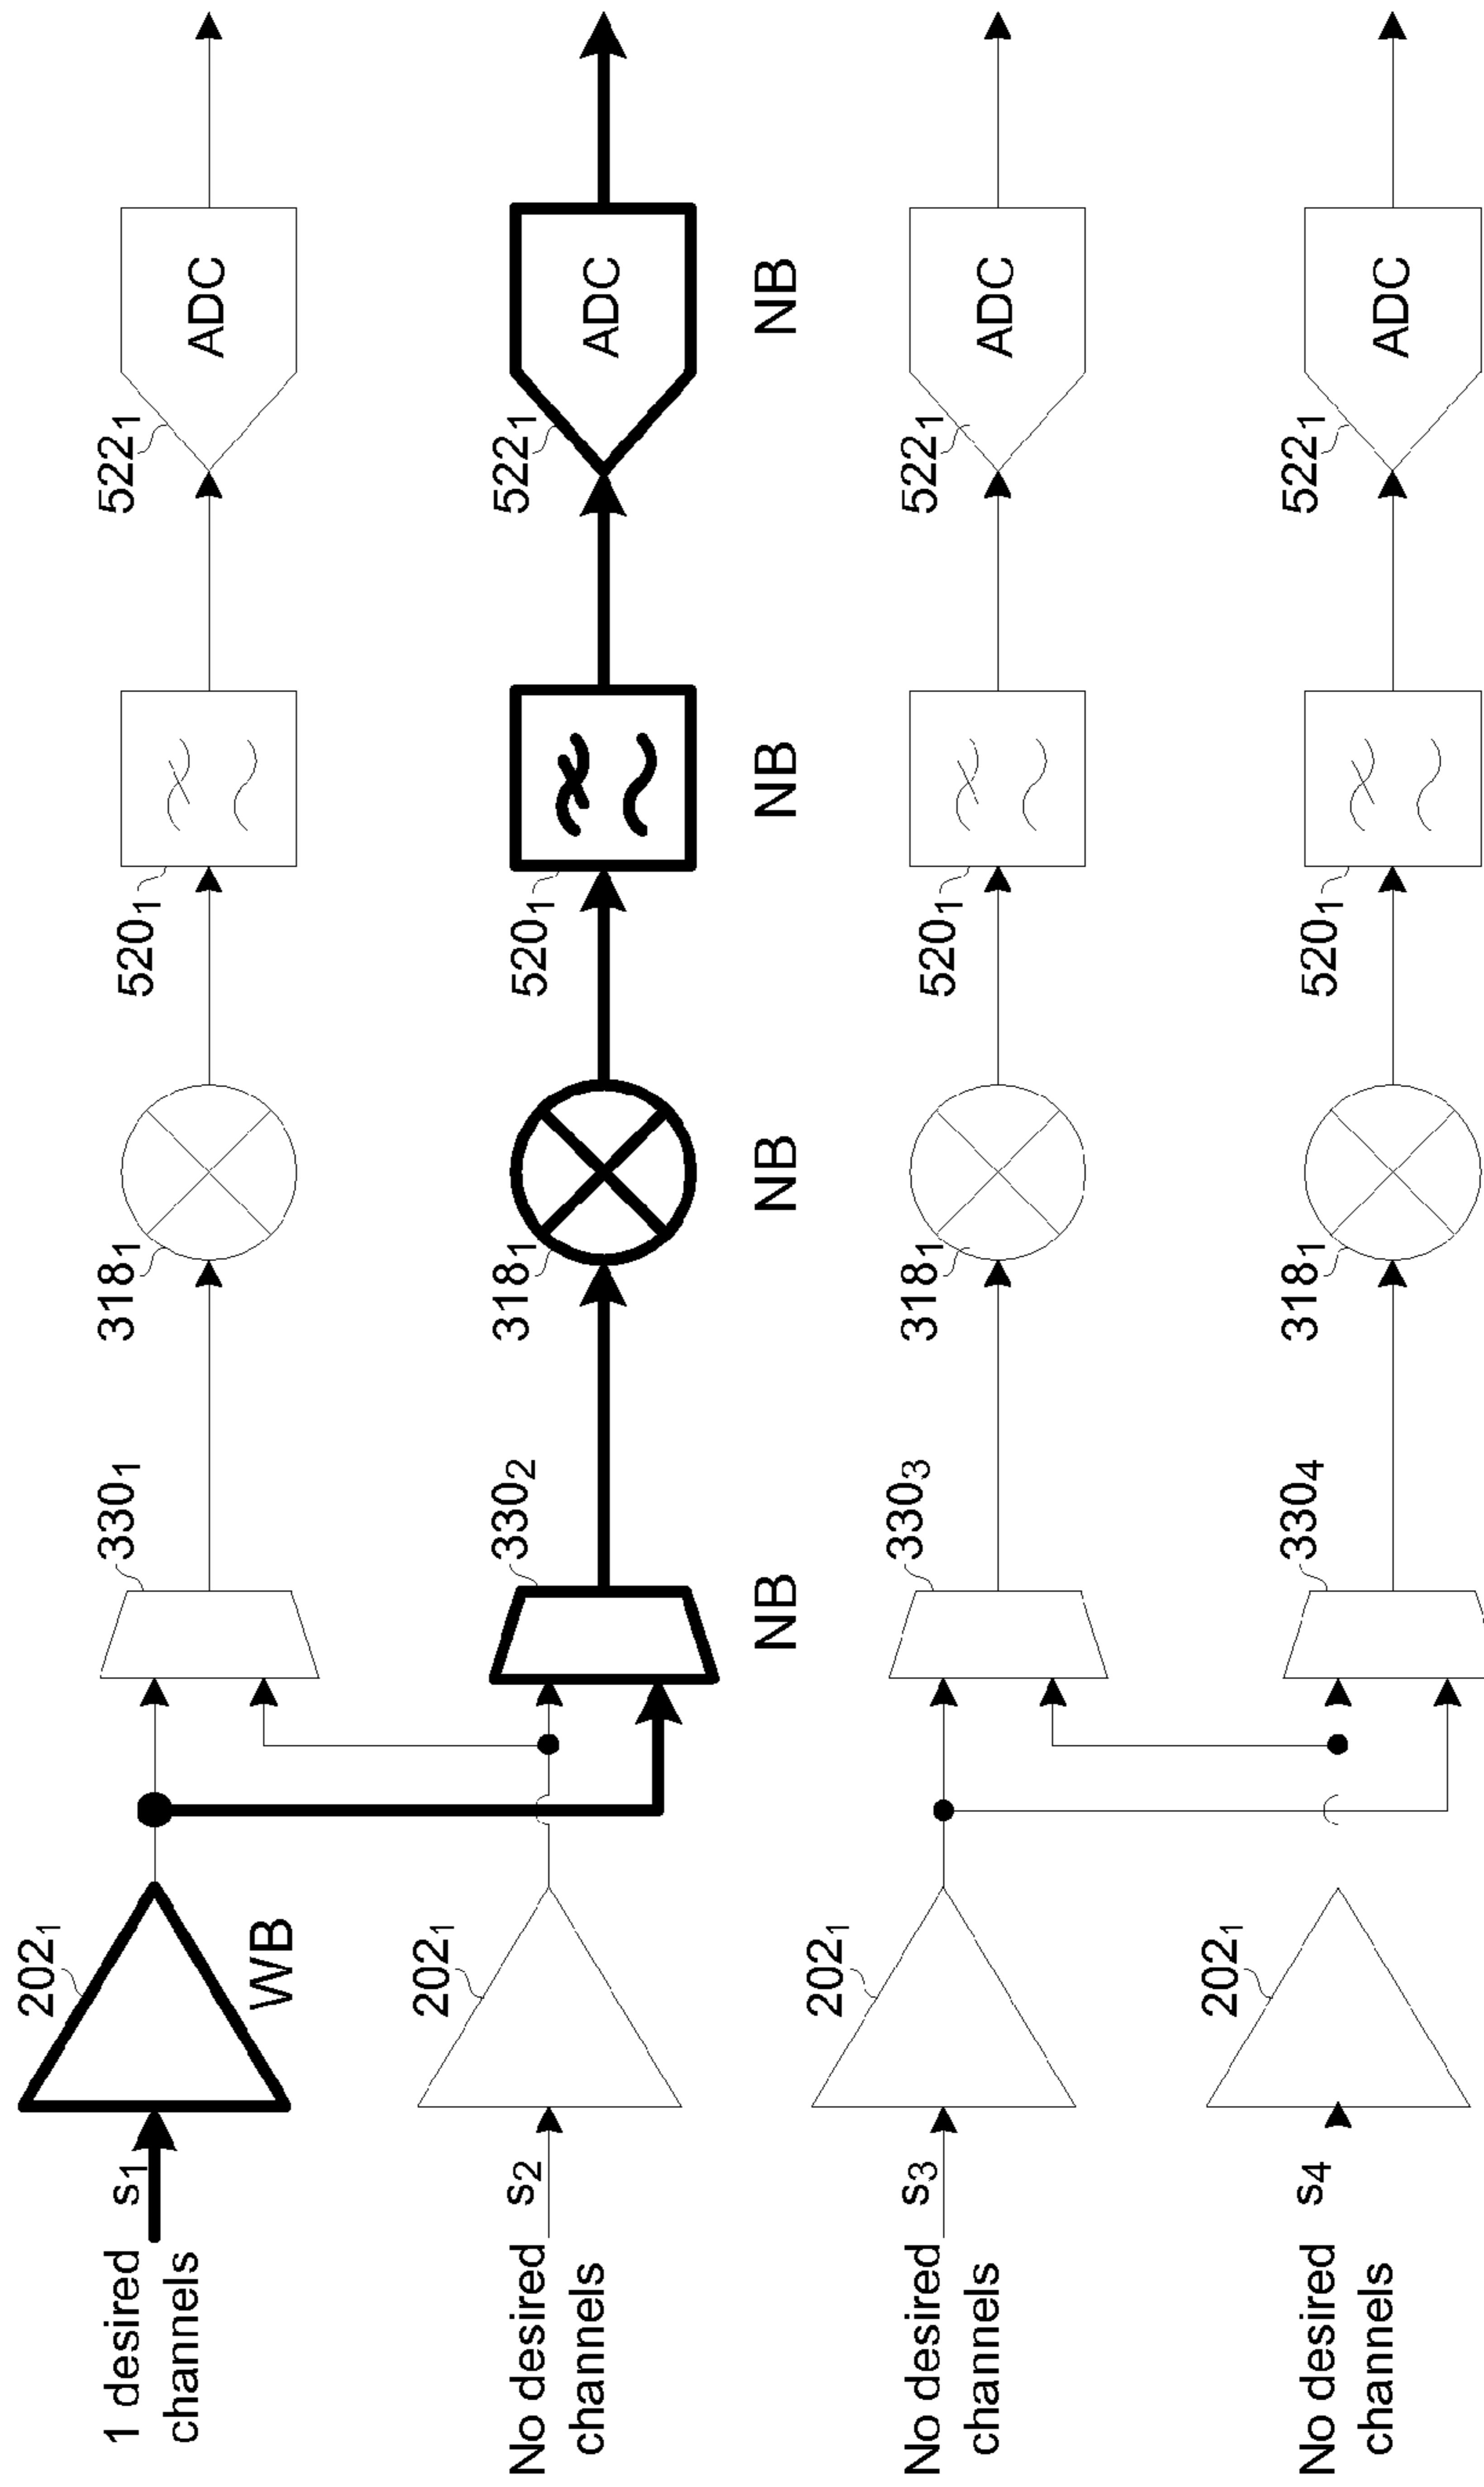 1 desired
channels
s1
2021
WB
3301
3181
5201
5221
ADC
No desired
channels
s2
2021
3302
NB
3181
NB
5201
NB
5221
ADC
NB
No desired
channels
s3
2021
3303
3181
5201
5221
ADC
No desired
channels
s4
2021
3304
3181
5201
5221
ADC